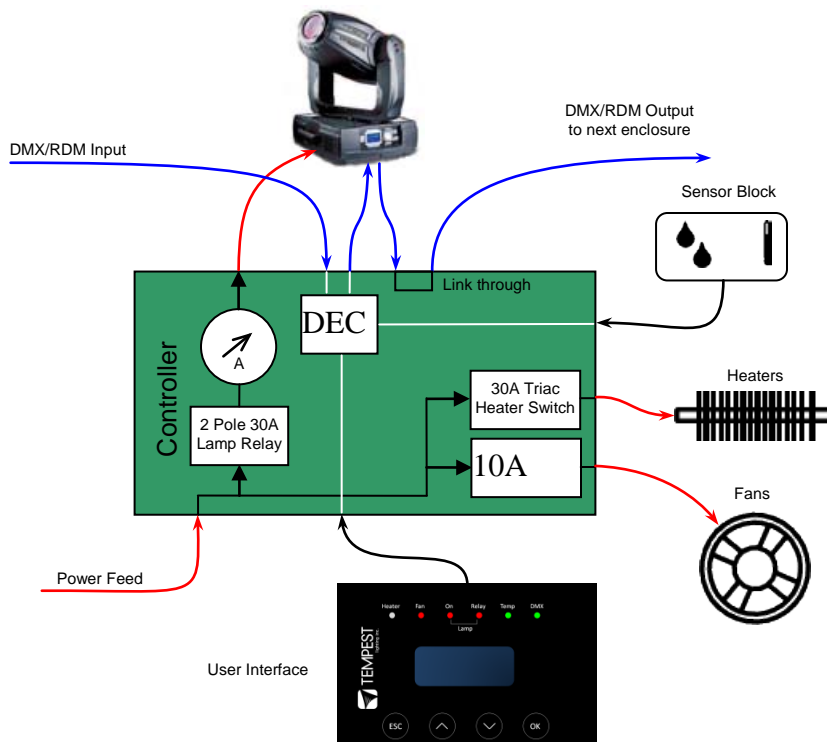 DMX/RDM Input
DMX/RDM Output
to next enclosure
Sensor Block
Link through
DEC
Controller
A
2 Pole 30A
Lamp Relay
30A Triac
Heater Switch
10A
Heaters
Fans
Power Feed
User Interface
Heater Fan On Relay Temp DMX
Lamp
TEMPEST
ESC OK